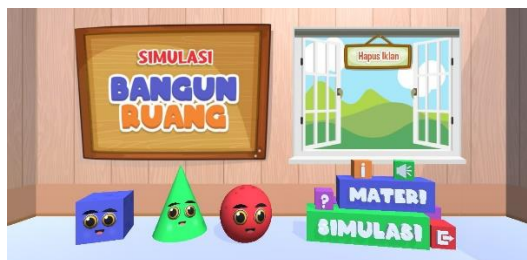 SIMULASI
BANGUN
RUANG
Hapus Iklan
i
?
MATERI
SIMULASI